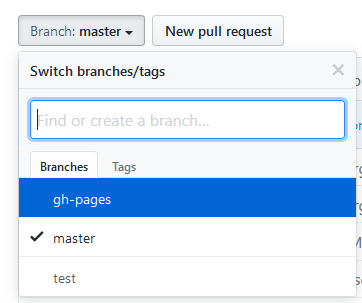 Branch: master New pull request
Switch branches/tags
Find or create a branch...
Branches Tags
gh-pages
master
test